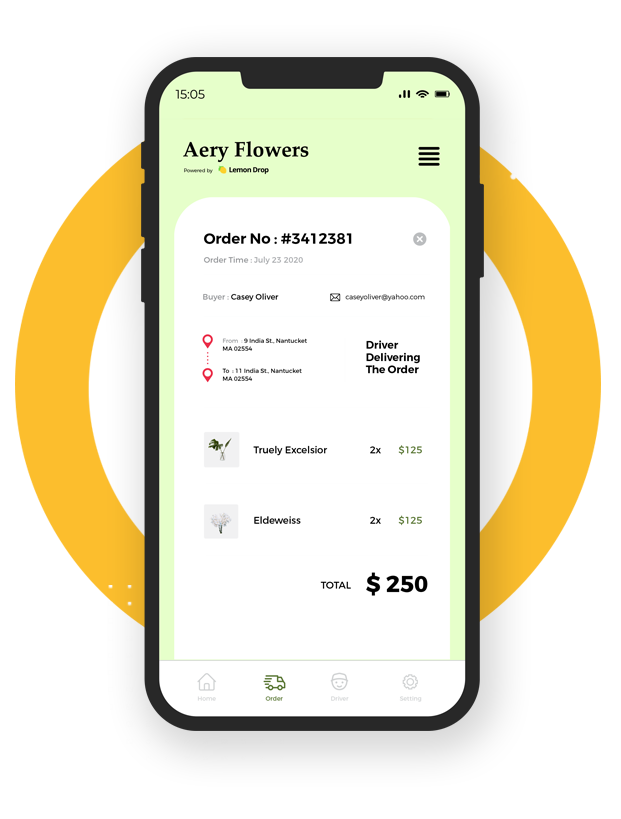 15:05
Aery Flowers
Powered by Lemon Drop
Order No : #3412381
Order Time : July 23 2020
Buyer : Casey Oliver
caseyoliver@yahoo.com
From : 9 India St., Nantucket
MA 02554
To : 11 India St., Nantucket
MA 02554
Driver
Delivering
The Order
Truely Excelsior 2x $125
Eldeweiss 2x $125
TOTAL $ 250
Home Order Driver Serring